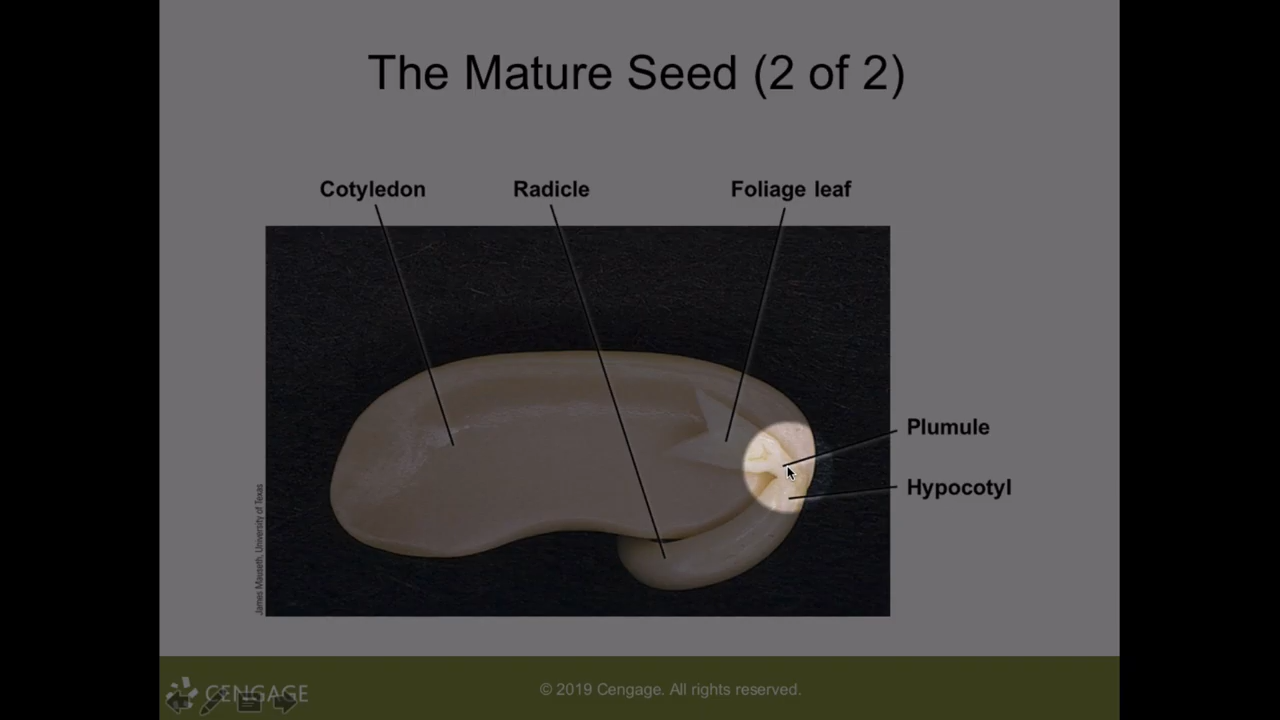 The Mature Seed (2 of 2)
Cotyledon
Radicle
Foliage leaf
Plumule
Hypocotyl
James Mauseth, University of Texas
CENGAGE
© 2019 Cengage. All rights reserved.